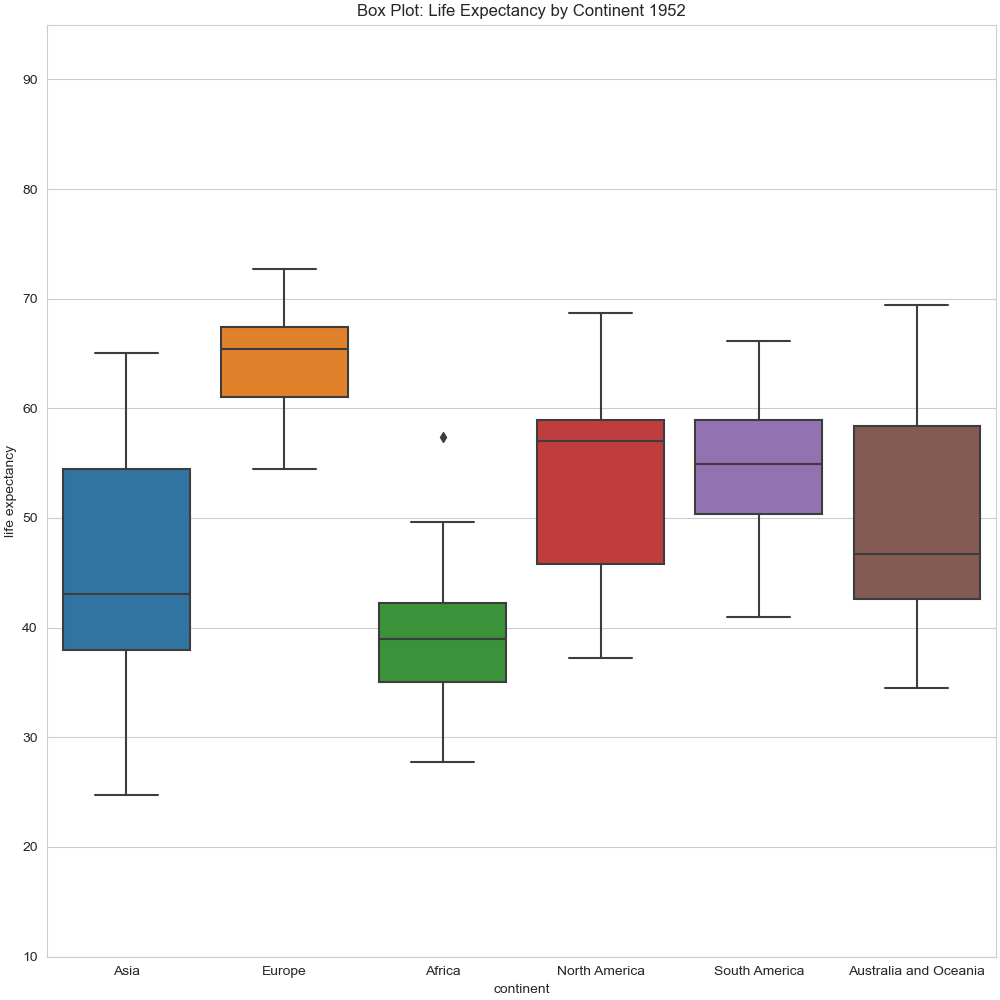 Box Plot: Life Expectancy by Continent 1952
90
80
70
60
50
40
30
20
10
life expectancy
Asia
Europe
Africa
North America
South America
Australia and Oceania
continent